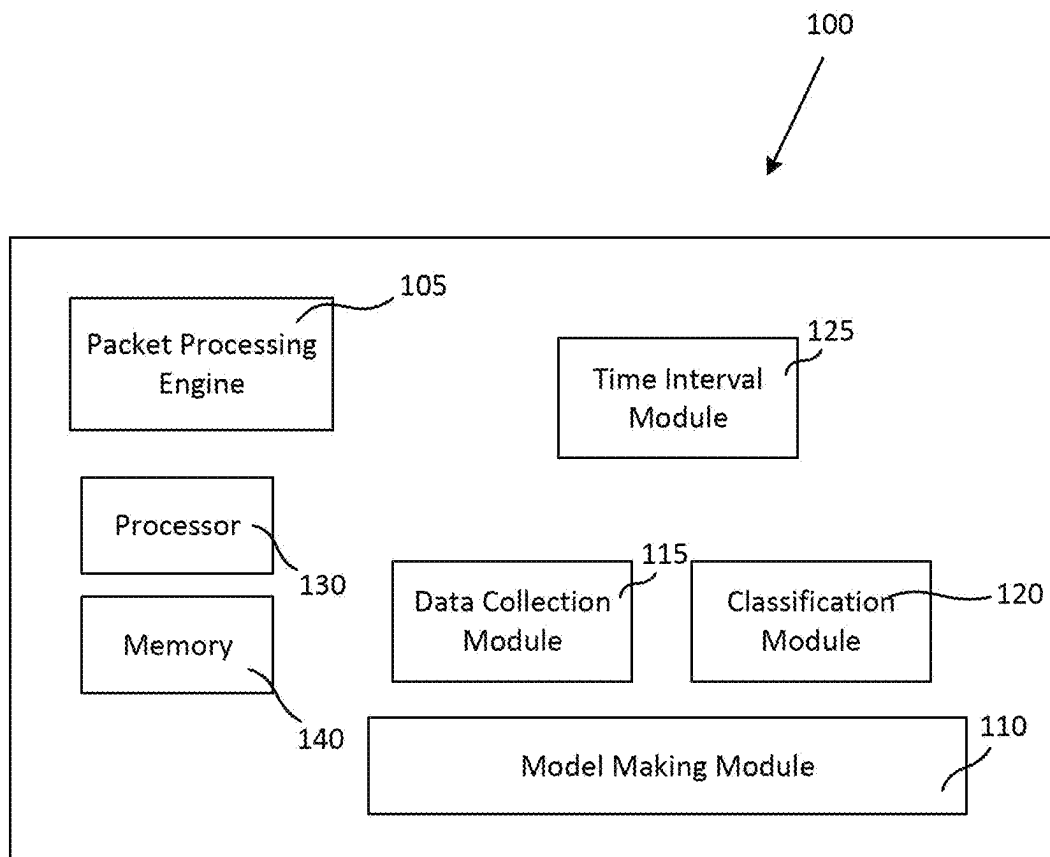 100
105
Packet Processing
Engine
125
Time Interval
Module
Processor
130
115
Data Collection
Module
Classification
Module
120
Memory
140
110
Model Making Module